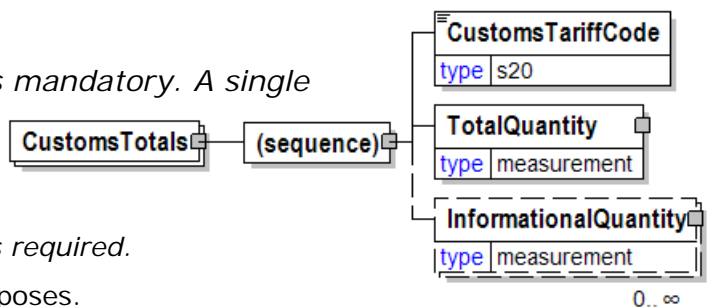 CustomsTariffCode
type s20
s mandatory. A single
CustomsTotals
(sequence)
TotalQuantity
type measurement
InformationalQuantity
s required.
type measurement
poses.
0.. ∞